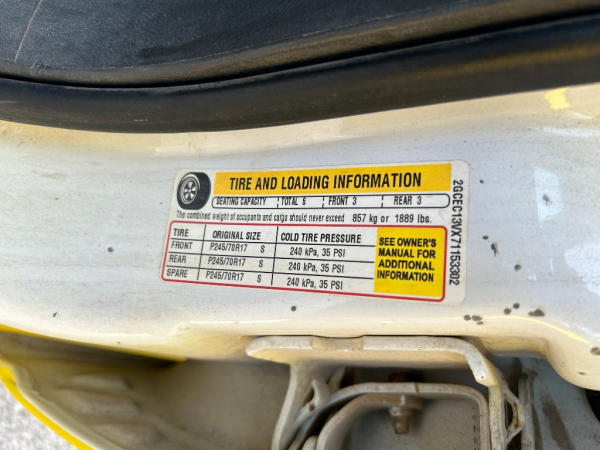 TIRE AND LOADING INFORMATION
SEATING CAPACITY TOTAL 6 FRONT 3 REAR 3
The combined weight of occupants and cargo should never exceed 857 kg or 1889 lbs.
TIRE ORIGINAL SIZE COLD TIRE PRESSURE
FRONT P245/70R17 S 240 kPa, 35 PSI
REAR P245/70R17 S 240 kPa, 35 PSI
SPARE P245/70R17 S 240 kPa, 35 PSI
SEE OWNER'S
MANUAL FOR
ADDITIONAL
INFORMATION
2GCEC13VX71153302